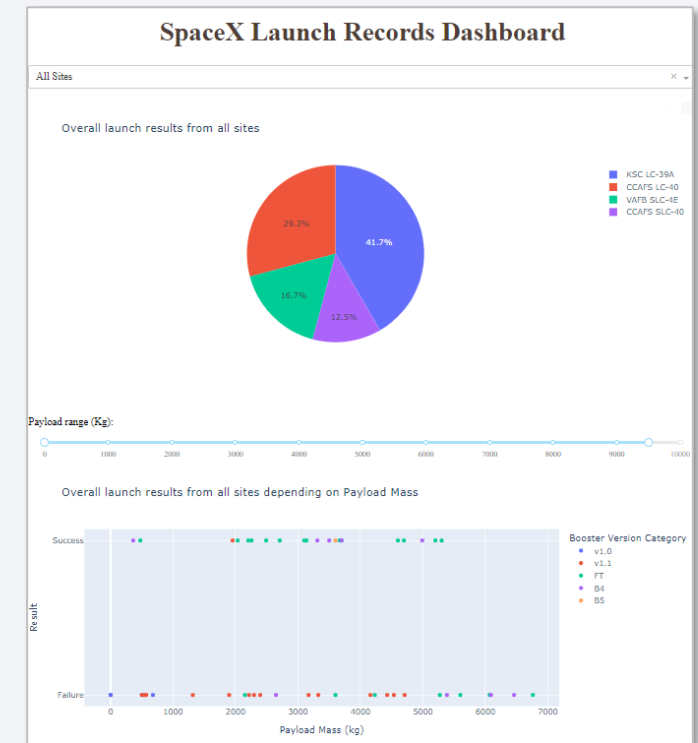 SpaceX Launch Records Dashboard
All Sites
Overall launch results from all sites
KSC LC-39A
CCAFS LC-40
VAFB SLC-4E
CCAFS SLC-40
29.2%
41.7%
16.7%
12.5%
Payload range (Kg):
0 1000 2000 3000 4000 5000 6000 7000 8000 9000 10000
Overall launch results from all sites depending on Payload Mass
Booster Version Category
v1.0
v1.1
FT
B4
B5
Success
Result
Failure
0 1000 2000 3000 4000 5000 6000 7000
Payload Mass (kg)